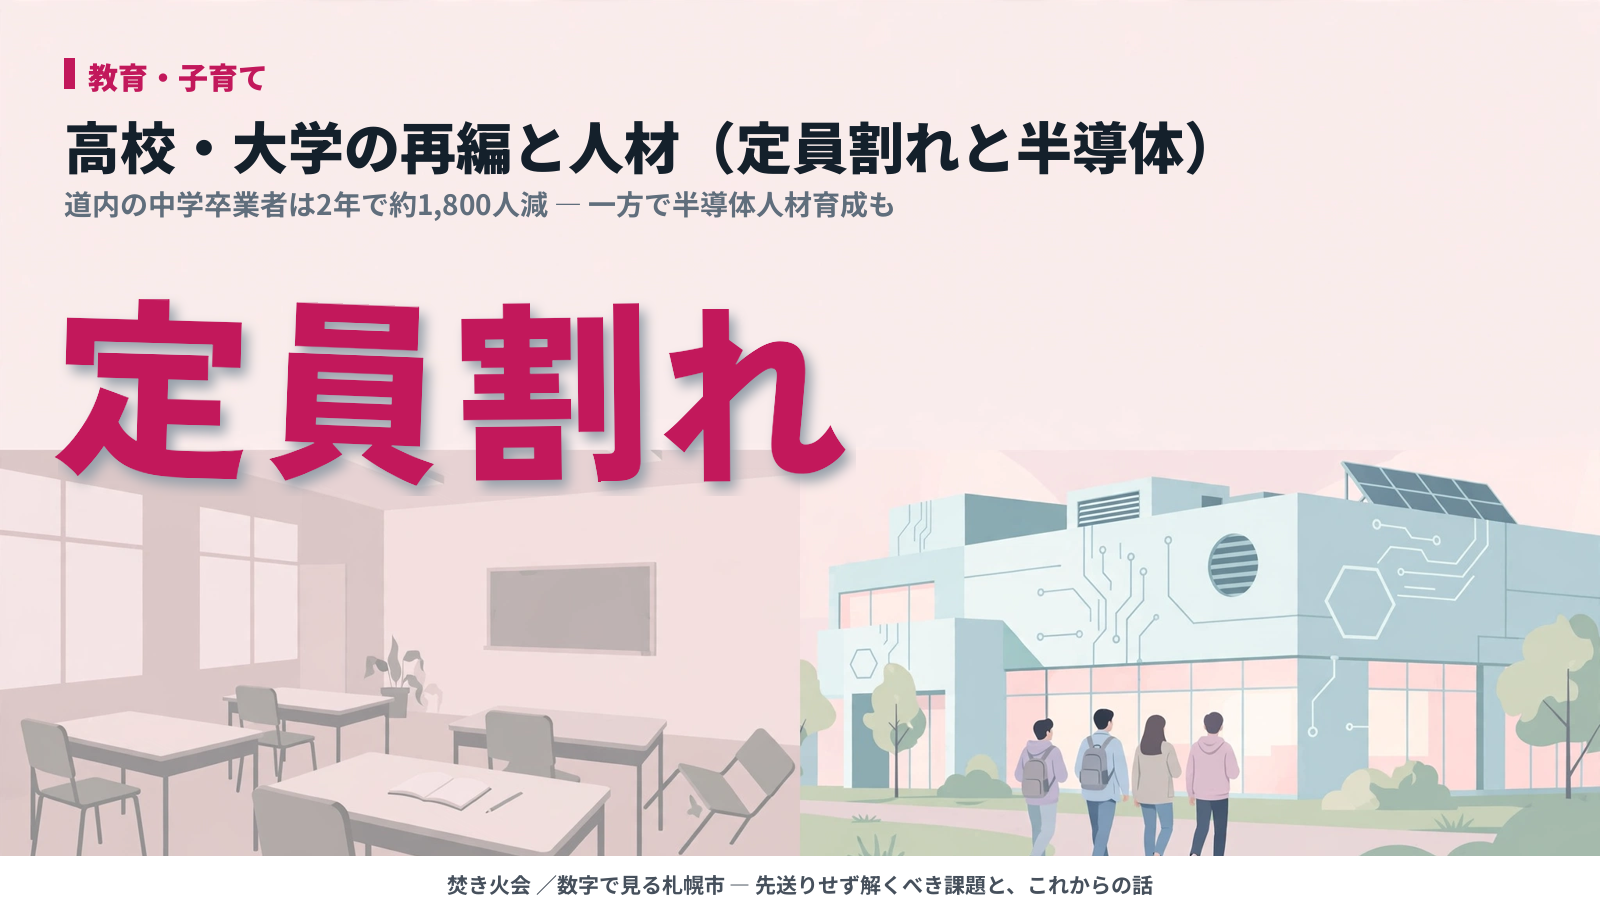 教育・子育て
高校・大学の再編と人材（定員割れと半導体）
道内の中学卒業者は2年で約1,800人減 — 一方で半導体人材育成も
定員割れ
焚き火会 ／数字で見る札幌市 — 先送りせず解くべき課題と、これからの話